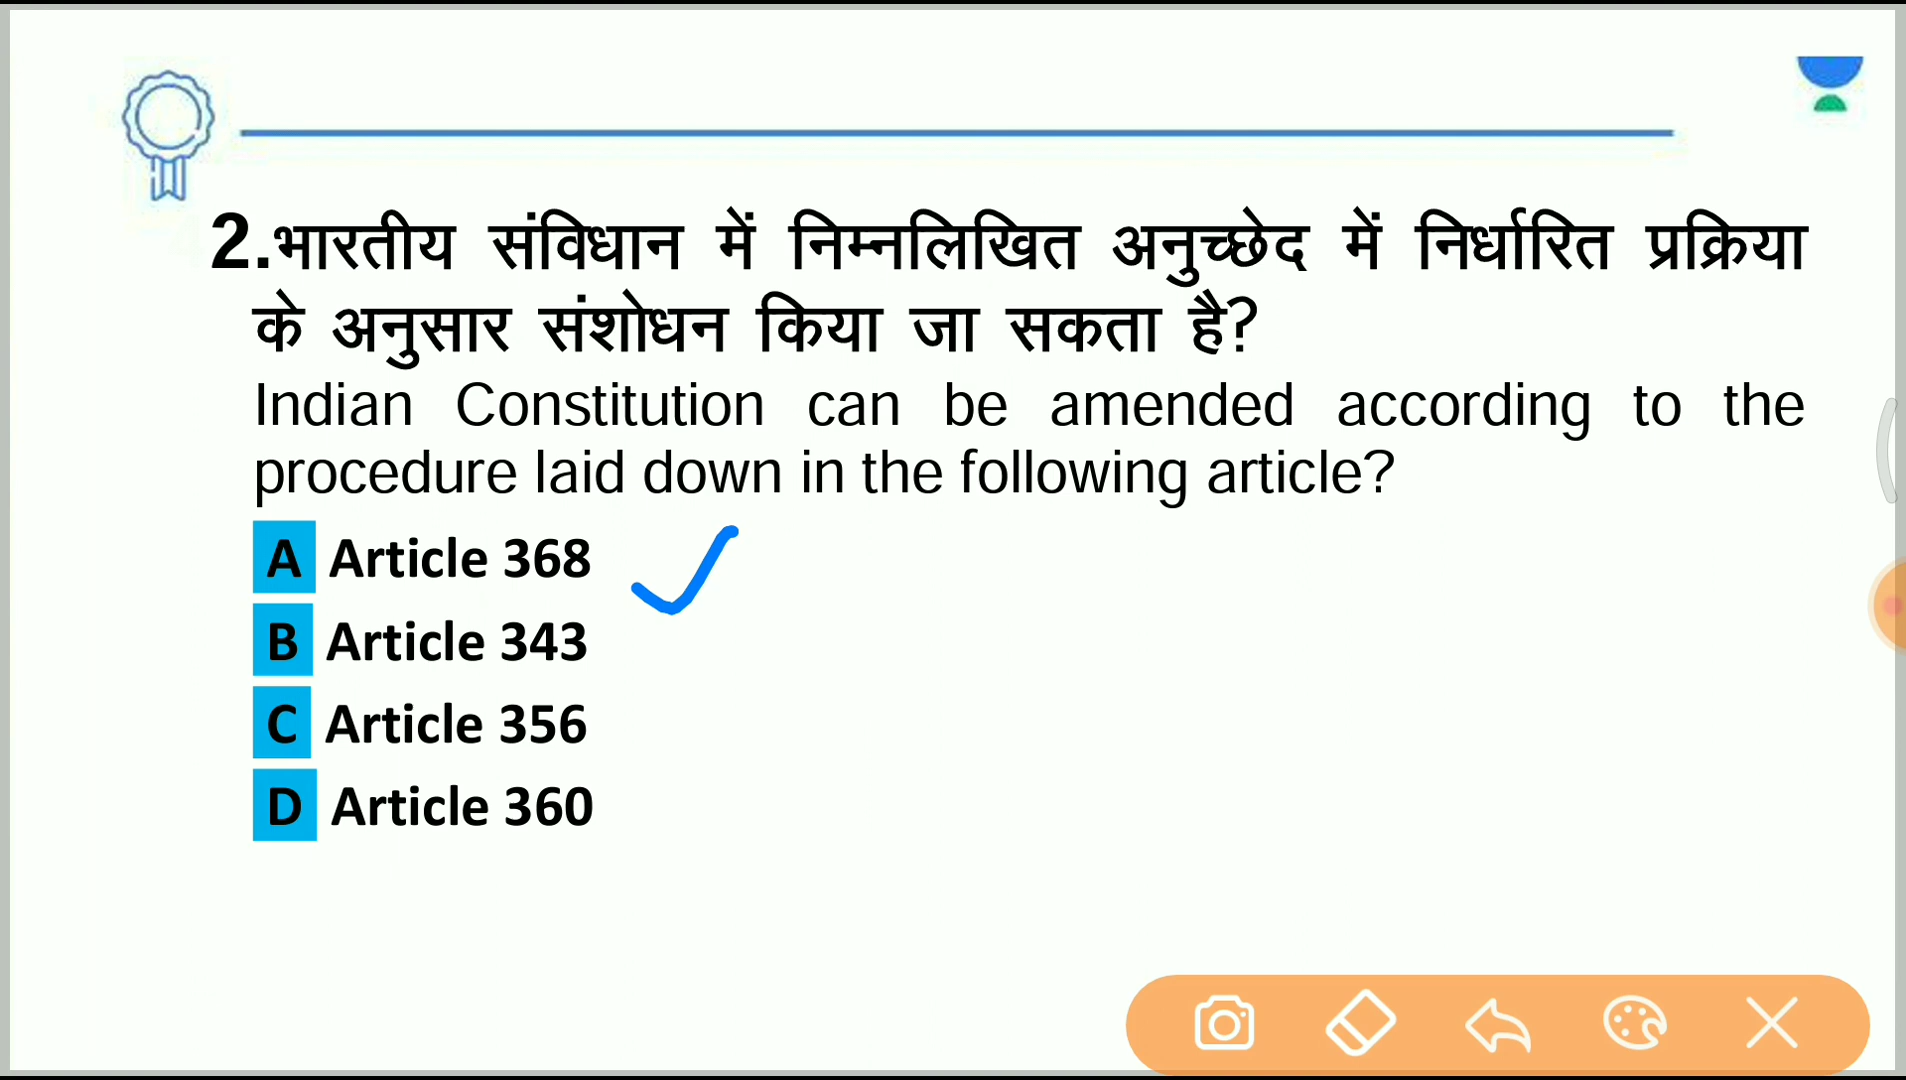 2.भारतीय संविधान में निम्नलिखित अनुच्छेद में निर्धारित प्रक्रिया
के अनुसार संशोधन किया जा सकता है?
Indian Constitution can be amended according to the
procedure laid down in the following article?
A Article 368
B Article 343
C Article 356
D Article 360